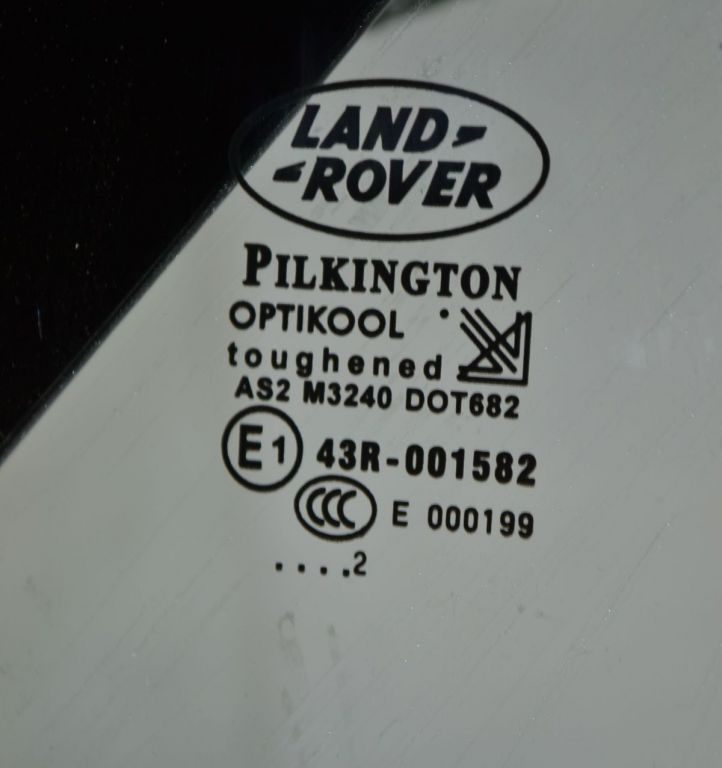 LAND
ROVER
PILKINGTON
OPTIKOOL
toughened
AS2 M3240 DOT682
E1 43R-001582
CCC E 000199
....2